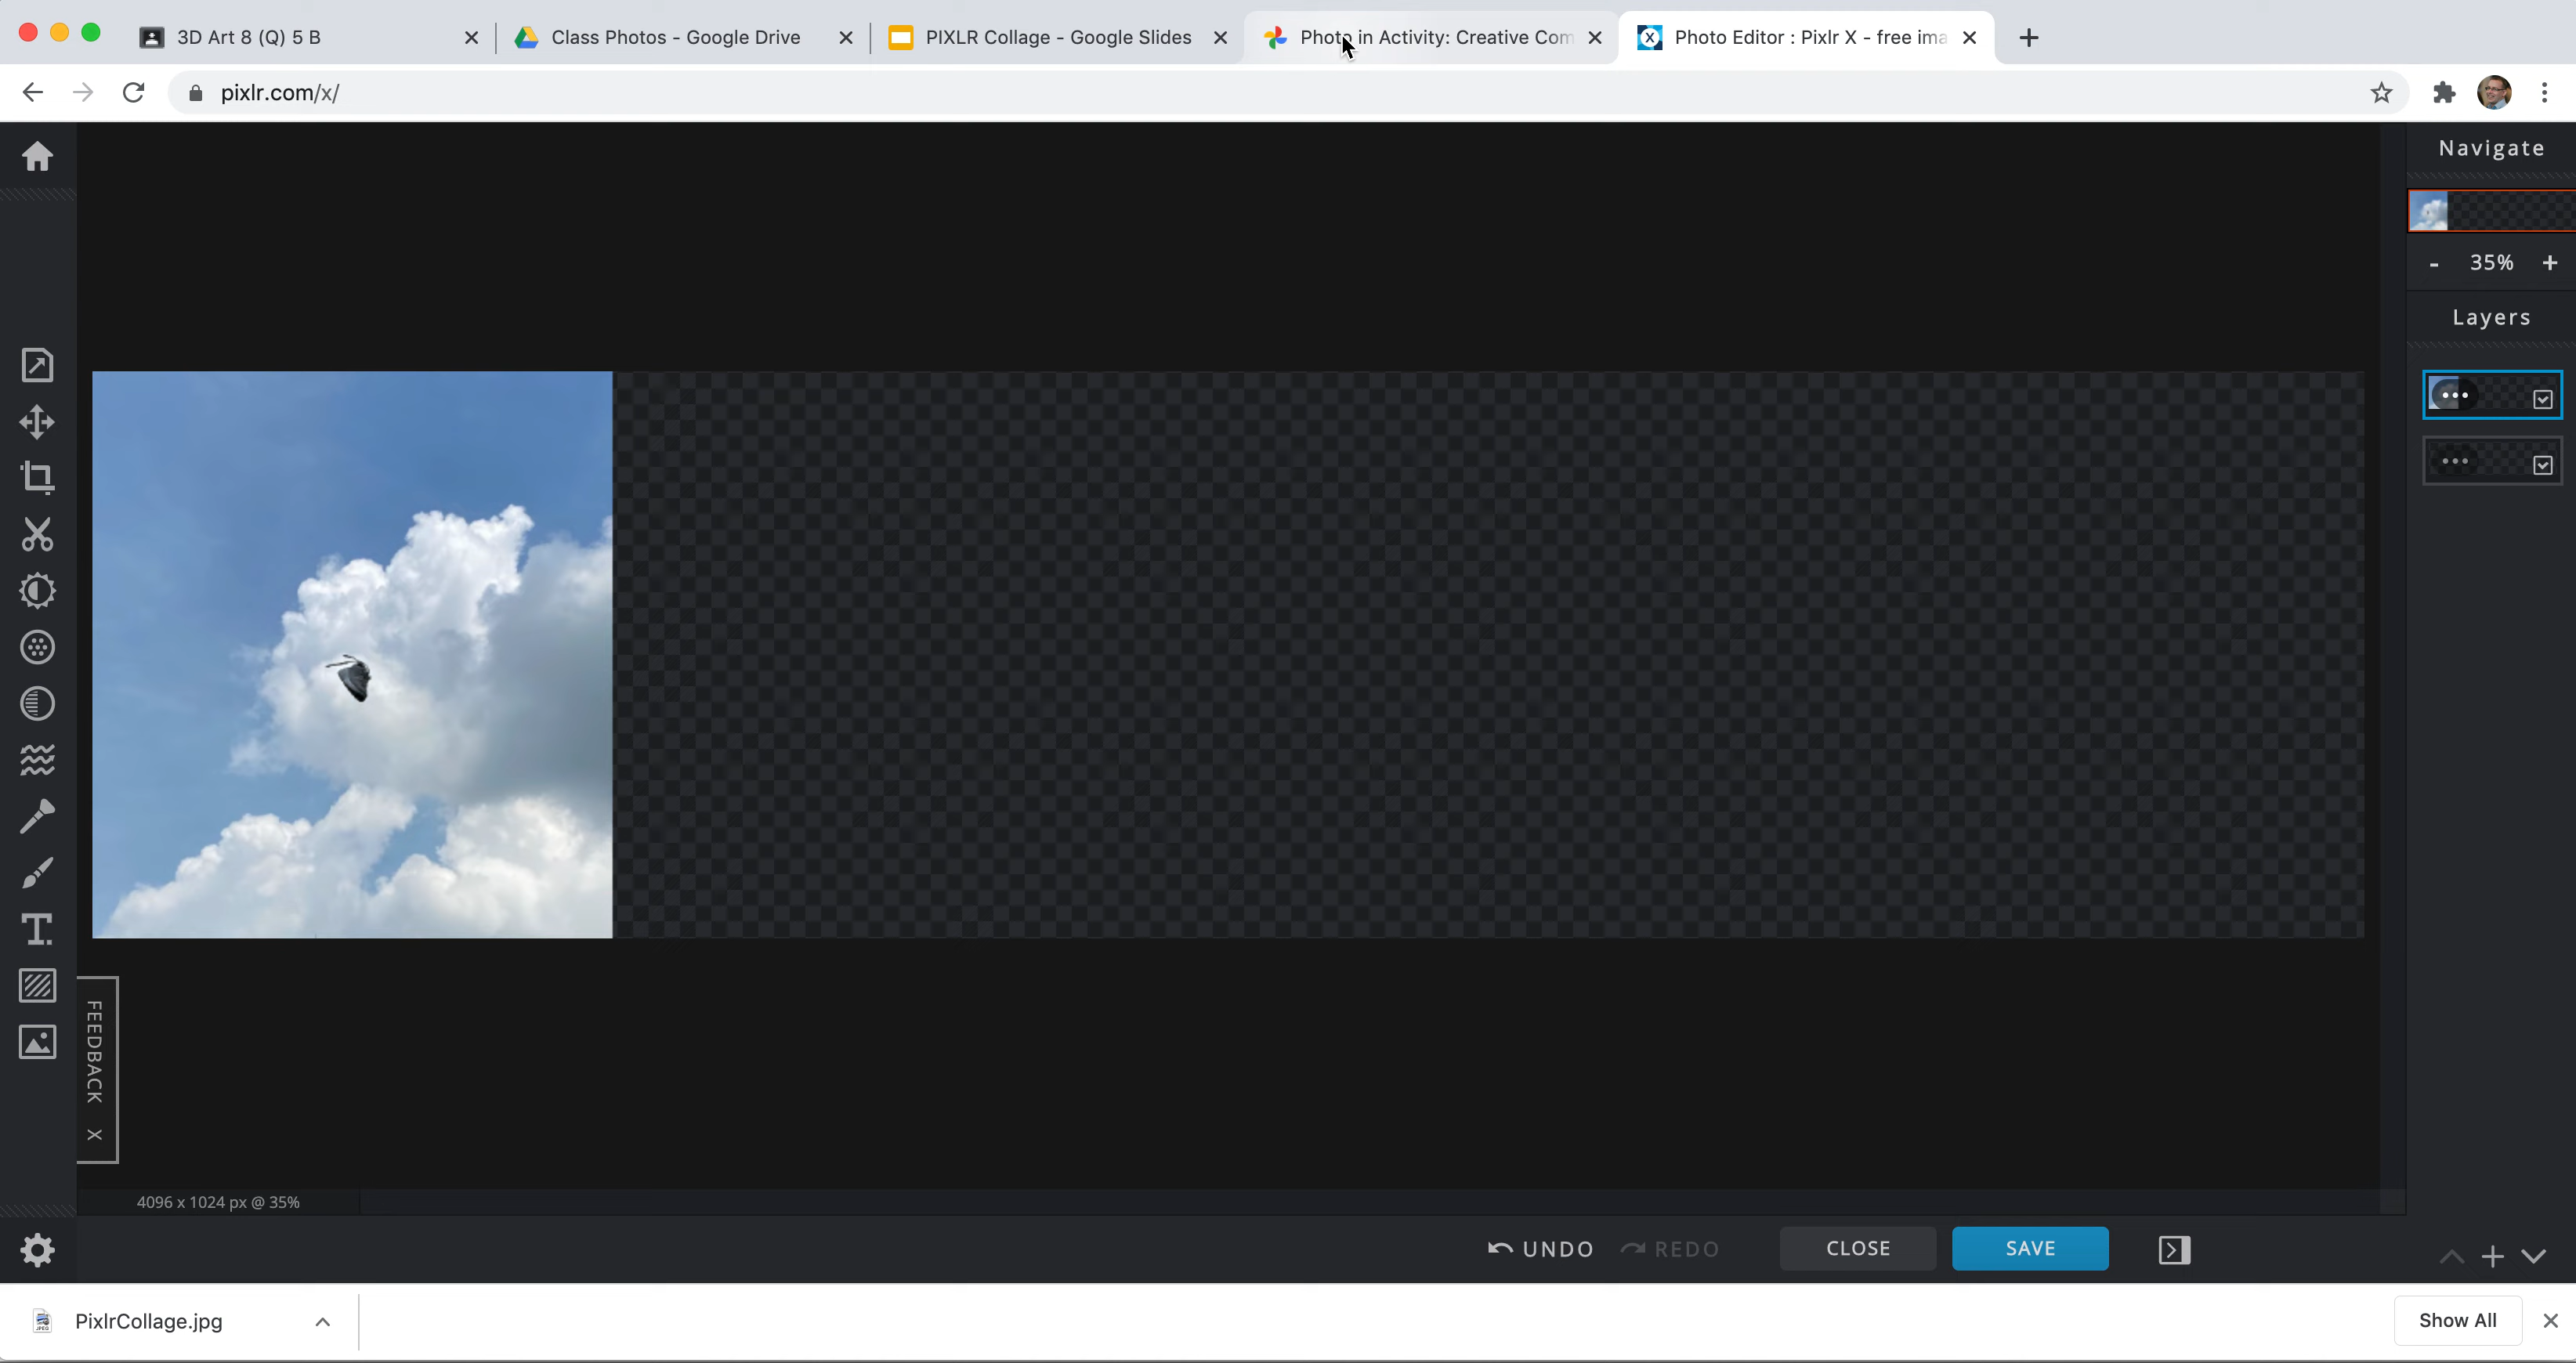 3D Art 8 (Q) 5 B
Class Photos - Google Drive
PIXLR Collage - Google Slides
Photo in Activity: Creative Com
Photo Editor : Pixlr X - free ima
pixlr.com/x/
Navigate
- 35% +
Layers
T.
FEEDBACK X
4096 x 1024 px @ 35%
UNDO
REDO
CLOSE
SAVE
PixlrCollage.jpg
Show All